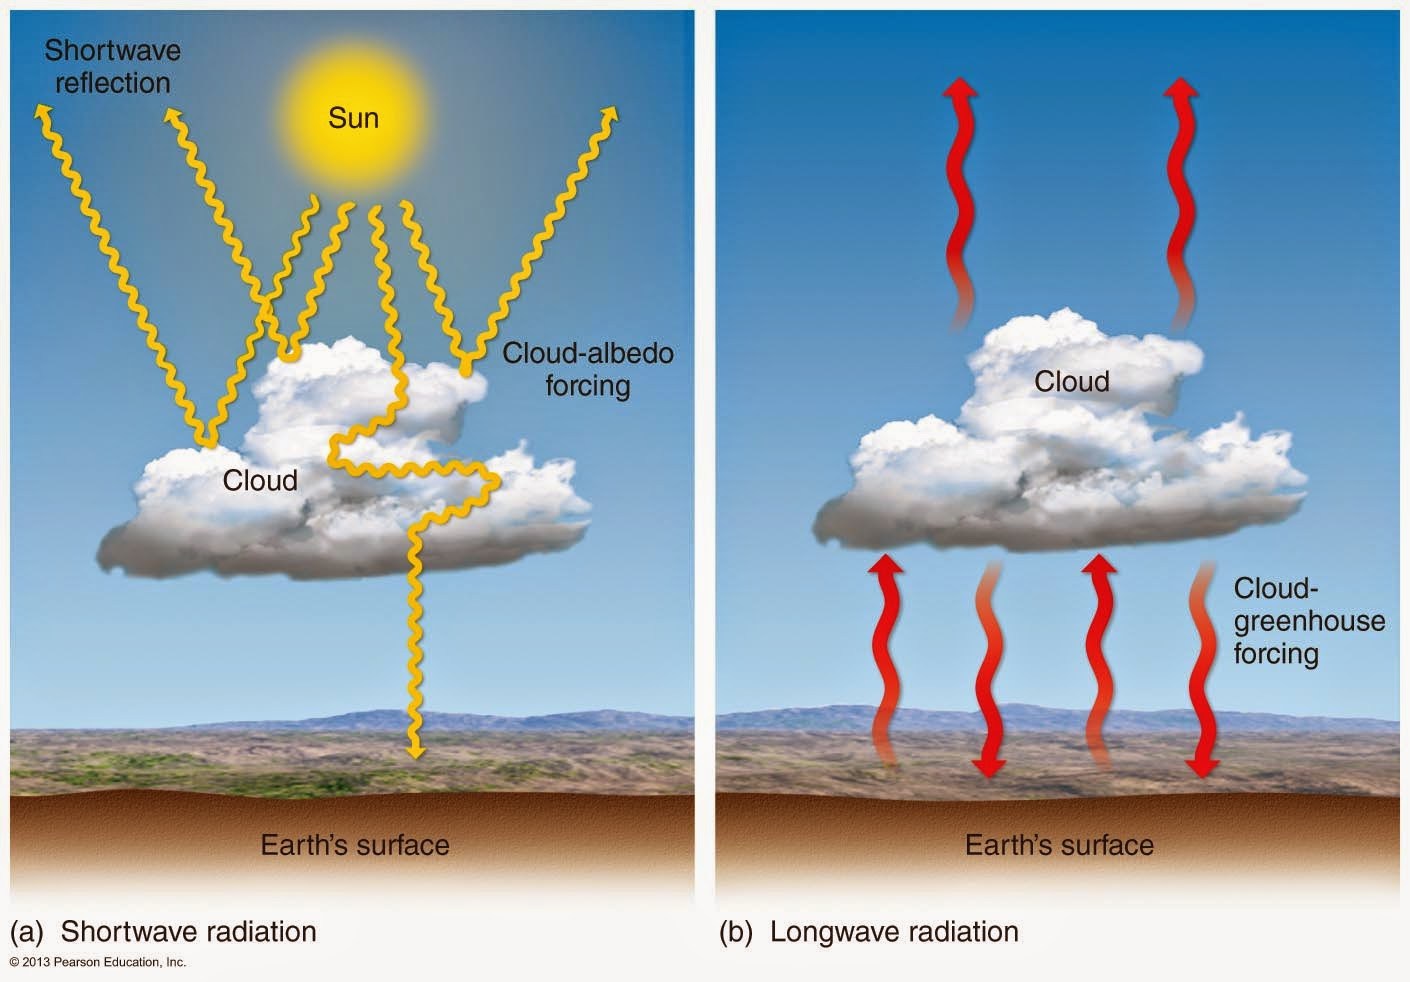 Shortwave
reflection
Sun
Cloud-albedo
forcing
Cloud
Earth's surface
(a) Shortwave radiation
© 2013 Pearson Education, Inc.
Cloud
Cloud-
greenhouse
forcing
Earth's surface
(b) Longwave radiation